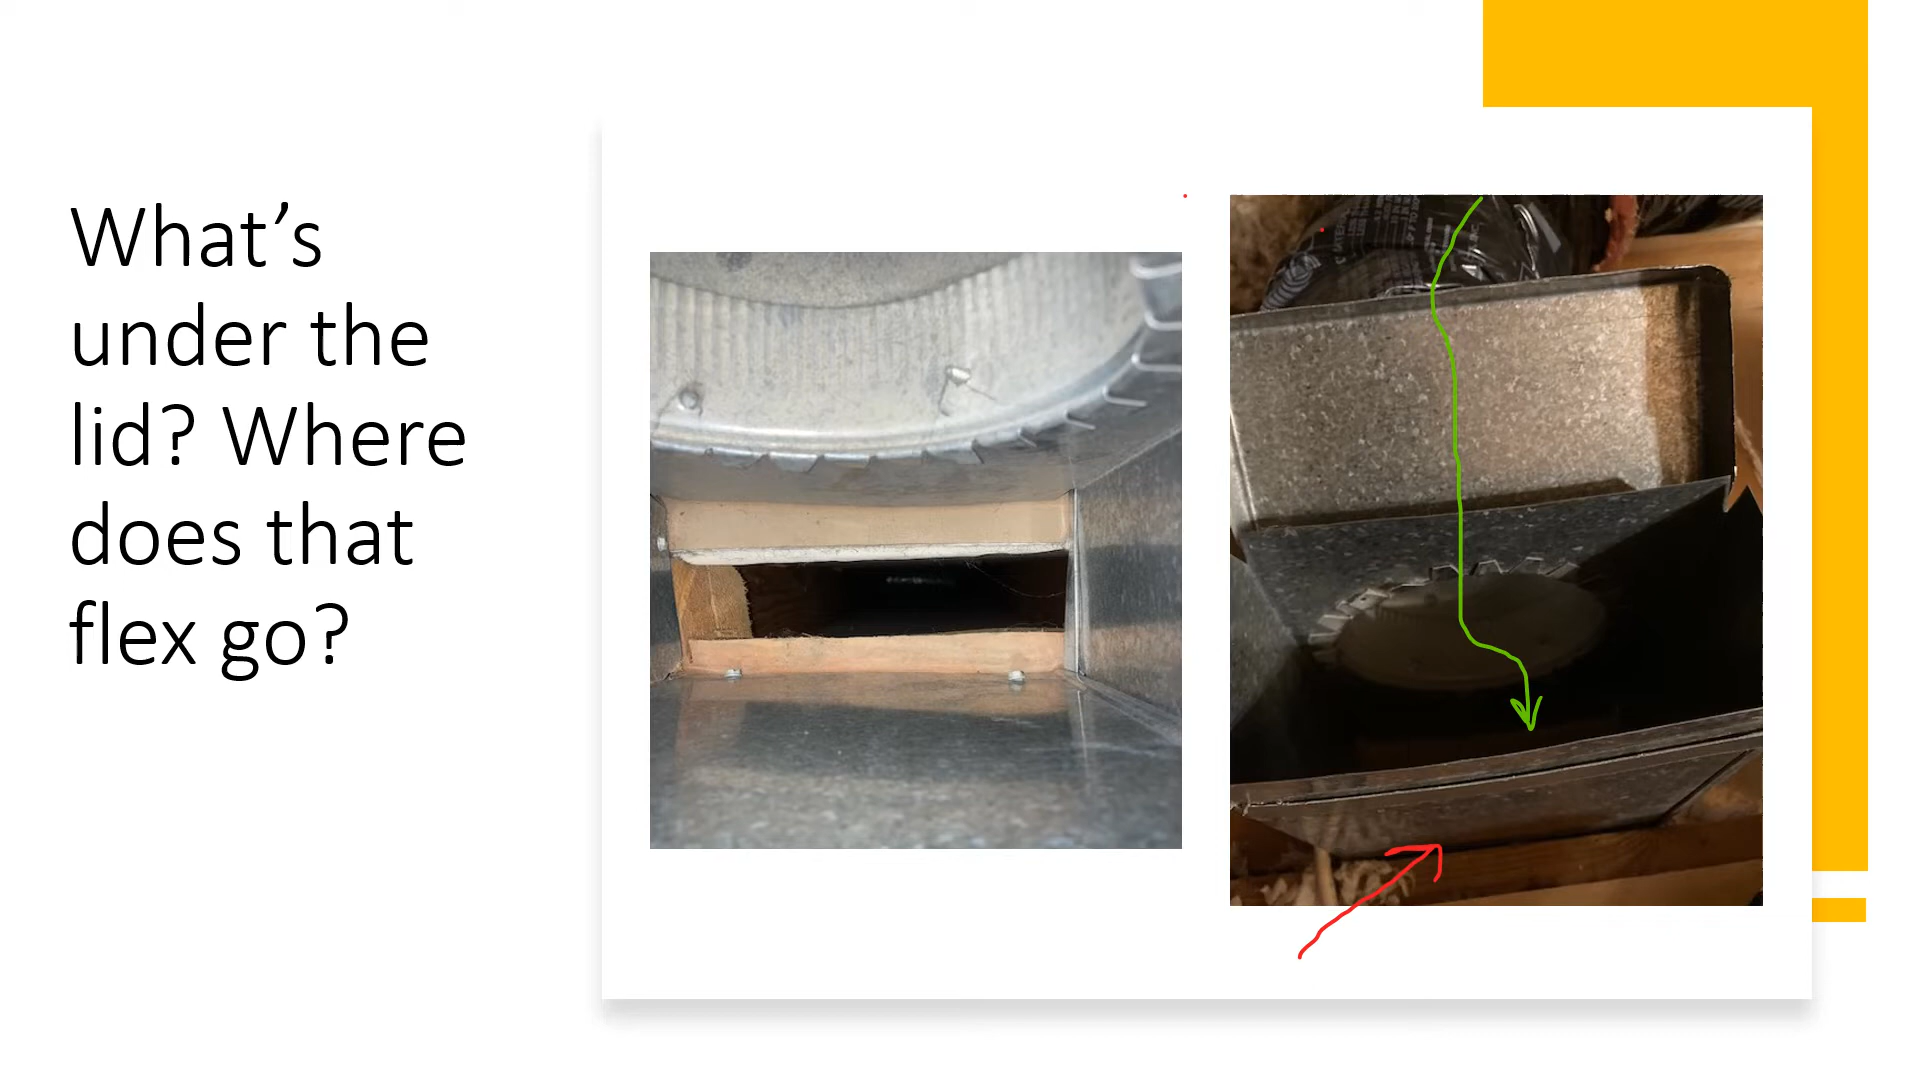 What’s
under the
lid? Where
does that
flex go?